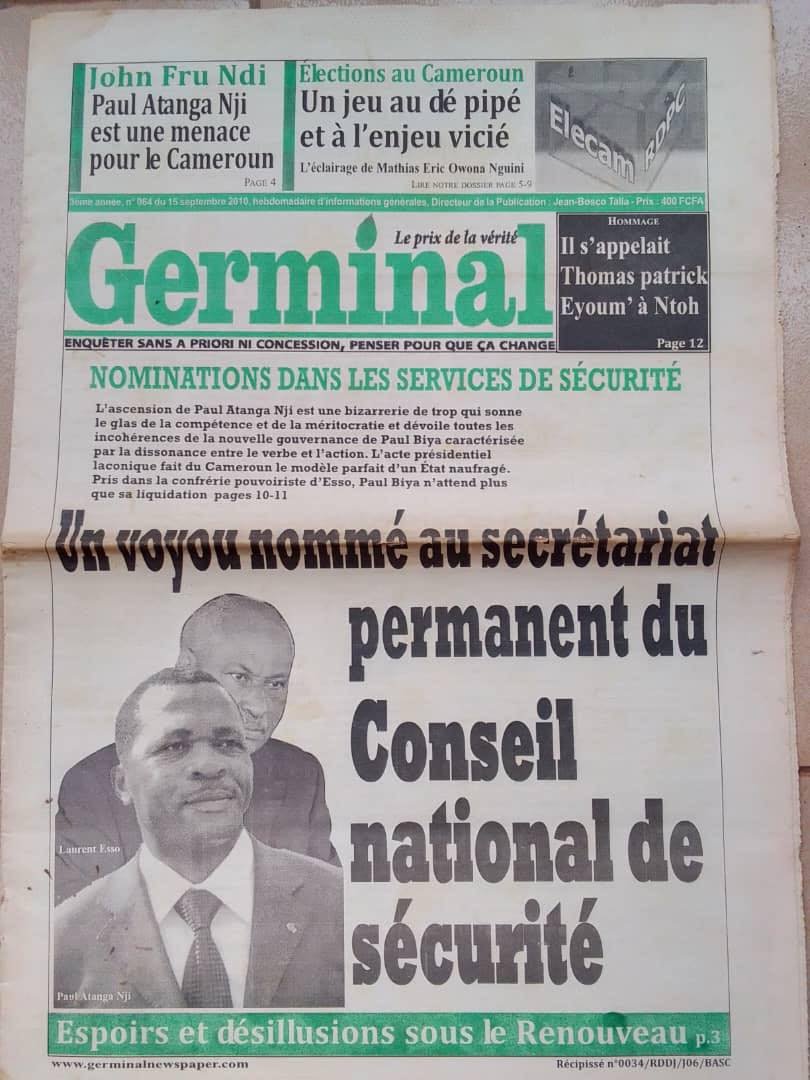 John Fru Ndi
Paul Atanga Nji
est une menace
pour le Cameroun
PAGE 4
Élections au Cameroun
Un jeu au dé pipé
et à l'enjeu vicié
L'éclairage de Mathias Eric Owona Nguini
LIRE NOTRE DOSSIER PAGE 5-9
Elecam
RDPC
3ème année, n° 064 du 15 septembre 2010, hebdomadaire d'informations générales, Directeur de la Publication : Jean-Bosco Talla - Prix : 400 FCFA
Le prix de la vérité
Germinal
ENQUÊTER SANS A PRIORI NI CONCESSION, PENSER POUR QUE ÇA CHANGE
HOMMAGE
Il s'appelait
Thomas patrick
Eyoum' à Ntoh
Page 12
NOMINATIONS DANS LES SERVICES DE SÉCURITÉ
L'ascension de Paul Atanga Nji est une bizarrerie de trop qui sonne
le glas de la compétence et de la méritocratie et dévoile toutes les
incohérences de la nouvelle gouvernance de Paul Biya caractérisée
par la dissonance entre le verbe et l'action. L'acte présidentiel
laconique fait du Cameroun le modèle parfait d'un État naufragé.
Pris dans la confrérie pouvoiriste d'Esso, Paul Biya n'attend plus
que sa liquidation pages 10-11
Un voyou nommé au secrétariat
permanent du
Conseil
national de
sécurité
Laurent Esso
Paul Atanga Nji
Espoirs et désillusions sous le Renouveau p.3
www.germinalnewspaper.com
Récipissé n°0034/RDDJ/J06/BASC